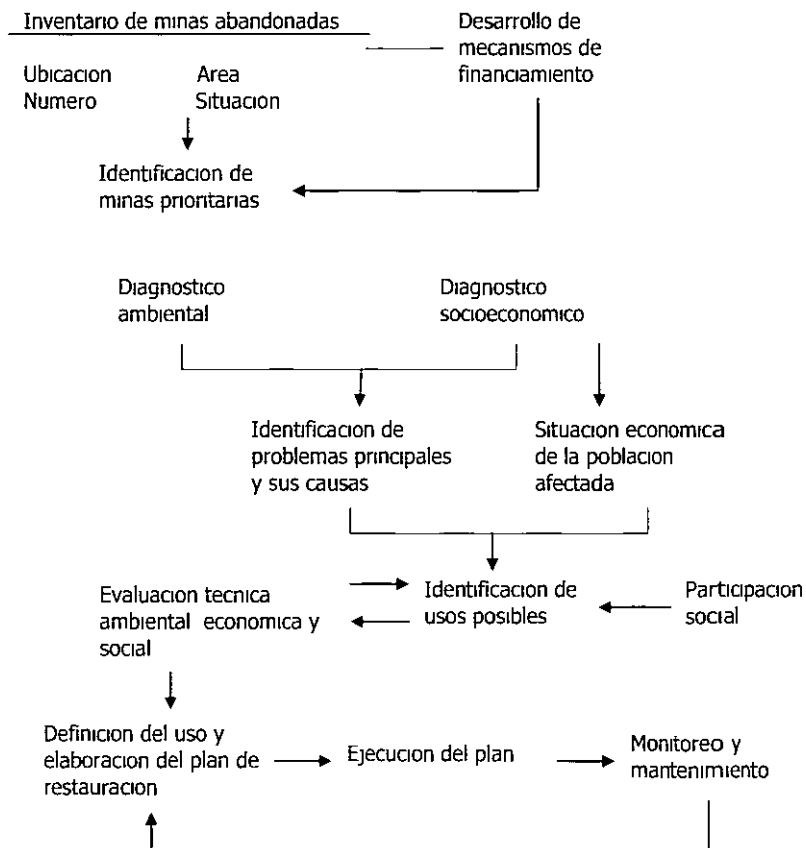 Inventario de minas abandonadas
Desarrollo de
mecanismos de
financiamiento
Ubicacion
Numero
Area
Situacion
Identificacion de
minas prioritarias
Diagnostico
ambiental
Diagnostico
socioeconomico
Identificacion de
problemas principales
y sus causas
Situacion economica
de la poblacion
afectada
Evaluacion tecnica
ambiental economica y
social
Identificacion de
usos posibles
Participacion
social
Definicion del uso y
elaboracion del plan de
restauracion
Ejecucion del plan
Monitoreo y
mantenimiento